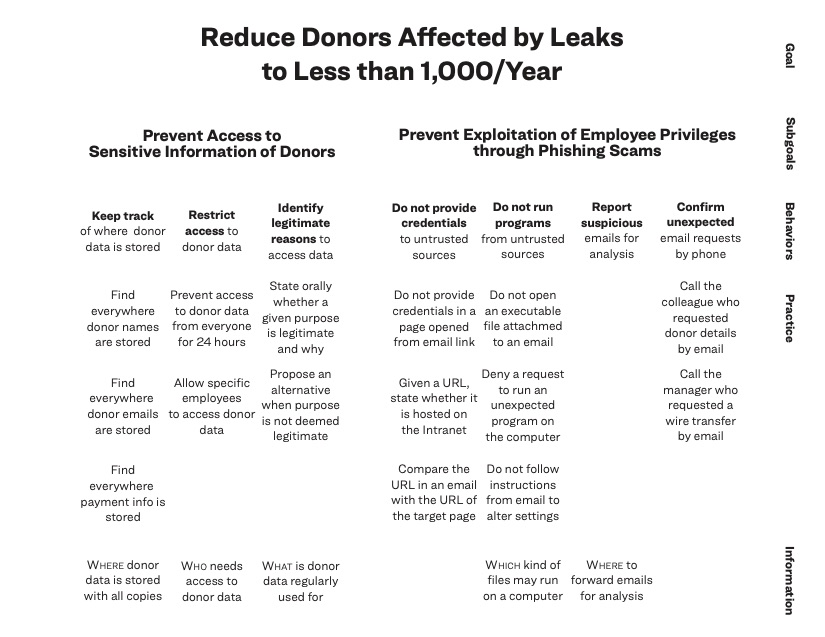 Reduce Donors Affected by Leaks
to Less than 1,000/Year
Goal
Prevent Access to
Sensitive Information of Donors
Prevent Exploitation of Employee Privileges
through Phishing Scams
Subgoals
Keep track
of where donor
data is stored
Restrict
access to
donor data
Identify
legitimate
reasons to
access data
Do not provide
credentials
to untrusted
sources
Do not run
programs
from untrusted
sources
Report
suspicious
emails for
analysis
Confirm
unexpected
email requests
by phone
Behaviors
Find
everywhere
donor names
are stored
Prevent access
to donor data
from everyone
for 24 hours
State orally
whether a
given purpose
is legitimate
and why
Do not provide
credentials in a
page opened
from email link
Do not open
an executable
file attachmed
to an email
Call the
colleague who
requested
donor details
by email
Practice
Find
everywhere
donor emails
are stored
Allow specific
employees
to access donor
data
Propose an
alternative
when purpose
is not deemed
legitimate
Given a URL,
state whether it
is hosted on
the Intranet
Deny a request
to run an
unexpected
program on
the computer
Call the
manager who
requested a
wire transfer
by email
Find
everywhere
payment info is
stored
Compare the
URL in an email
with the URL of
the target page
Do not follow
instructions
from email to
alter settings
WHERE donor
data is stored
with all copies
WHO needs
access to
donor data
WHAT is donor
data regularly
used for
WHICH kind of
files may run
on a computer
WHERE to
forward emails
for analysis
Information